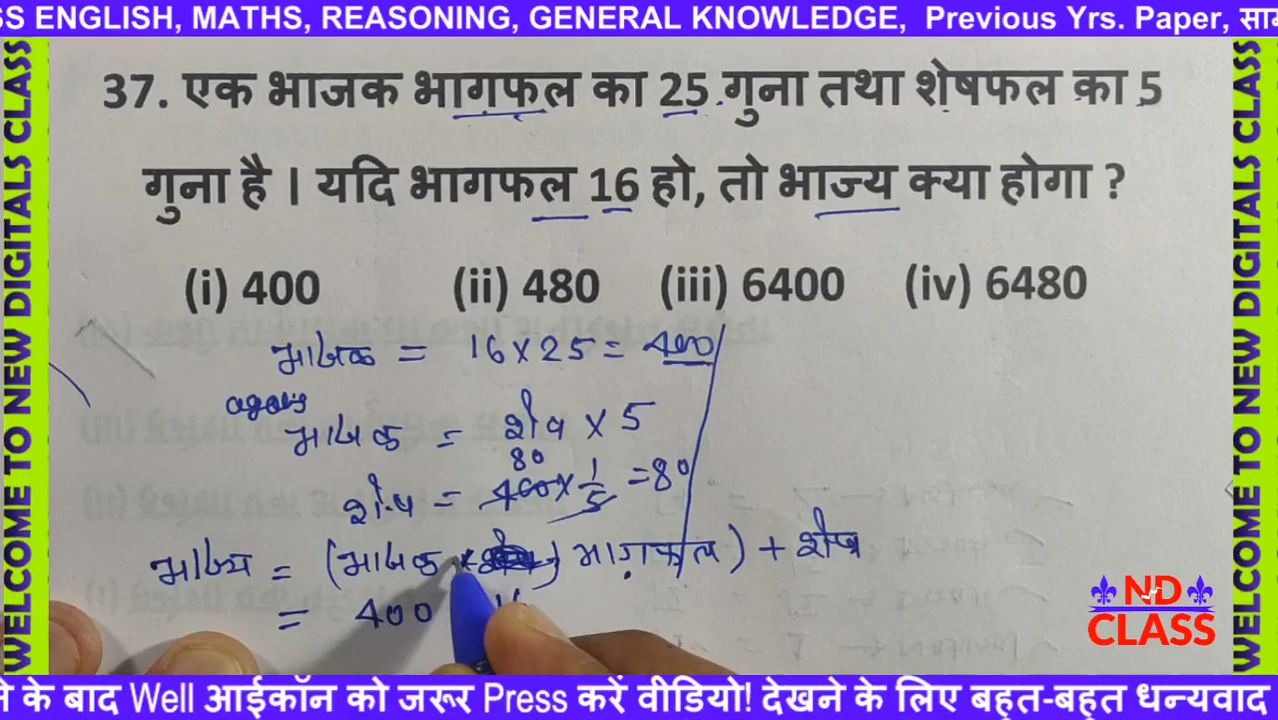 SS ENGLISH, MATHS, REASONING, GENERAL KNOWLEDGE, Previous Yrs. Paper,
37. एक भाजक भागफल का 25 गुना तथा शेषफल का 5
गुना है । यदि भागफल 16 हो, तो भाज्य क्या होगा ?
(i) 400 (ii) 480 (iii) 6400 (iv) 6480
भाजक = 16 × 25 = 400
भाजक = शेष × 5
80
शेष = 400 × 1/5 = 80
भाज्य = (भाजक × भागफल) + शेष
= 400
WELCOME TO NEW DIGITALS CLASS
WELCOME TO NEW DIGITALS CLASS
ND
CLASS
के बाद Well आईकॉन को जरूर Press करें वीडियो! देखने के लिए बहुत-बहुत धन्यवाद